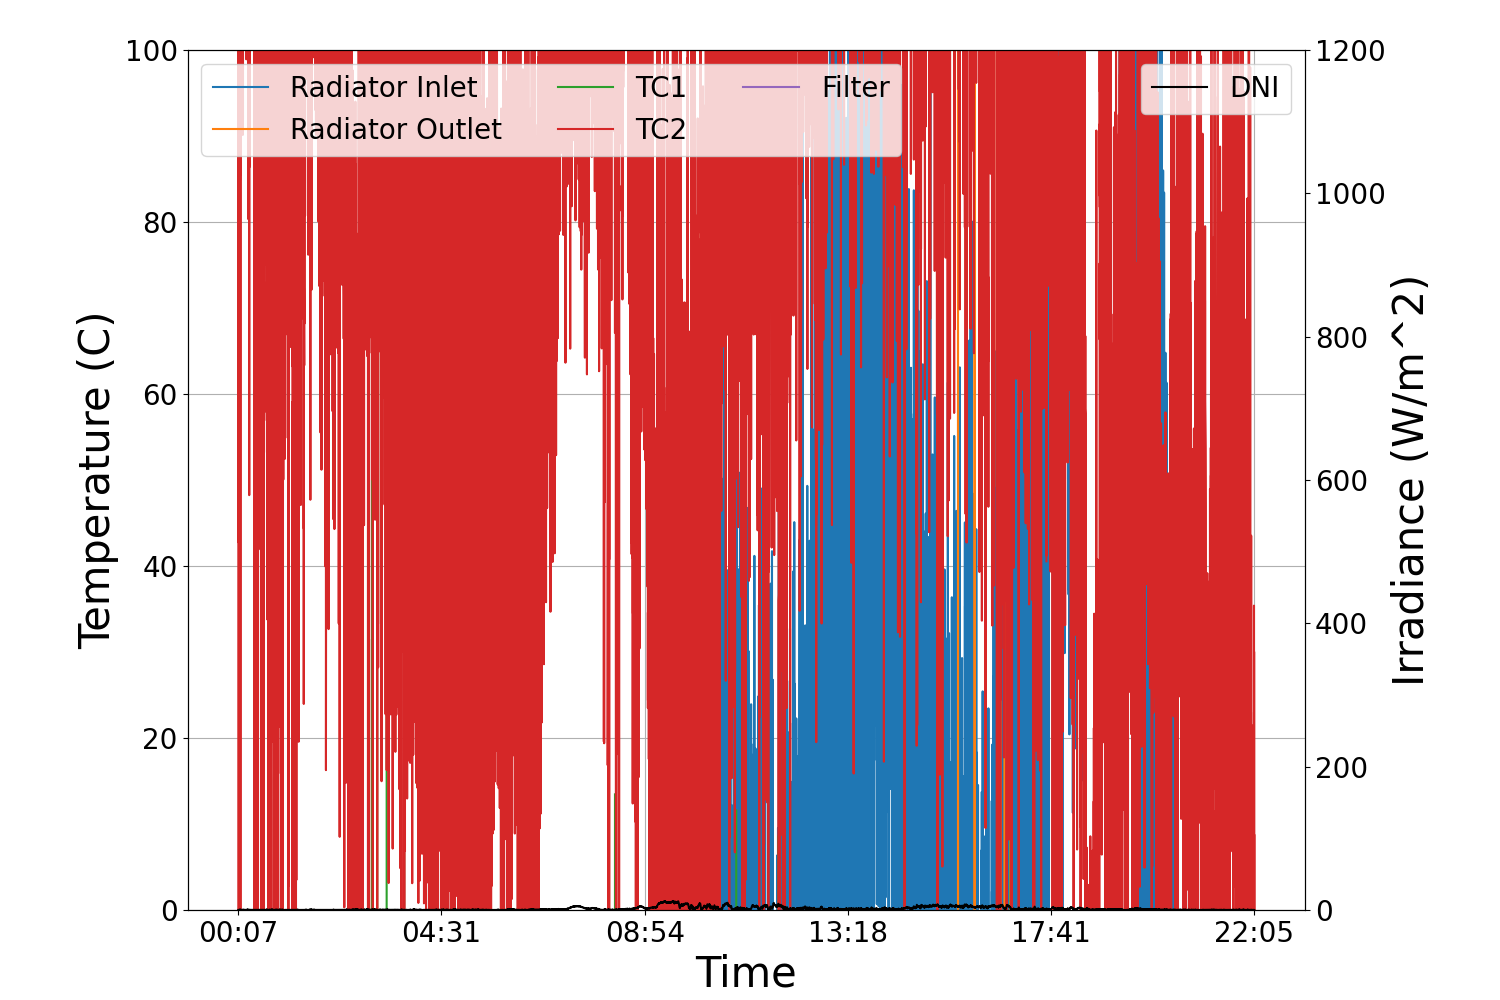 100
80
60
40
20
0
Temperature (C)
Radiator Inlet
Radiator Outlet
TC1
TC2
Filter
DNI
1200
1000
800
600
400
200
0
Irradiance (W/m^2)
00:07 04:31 08:54 13:18 17:41 22:05
Time